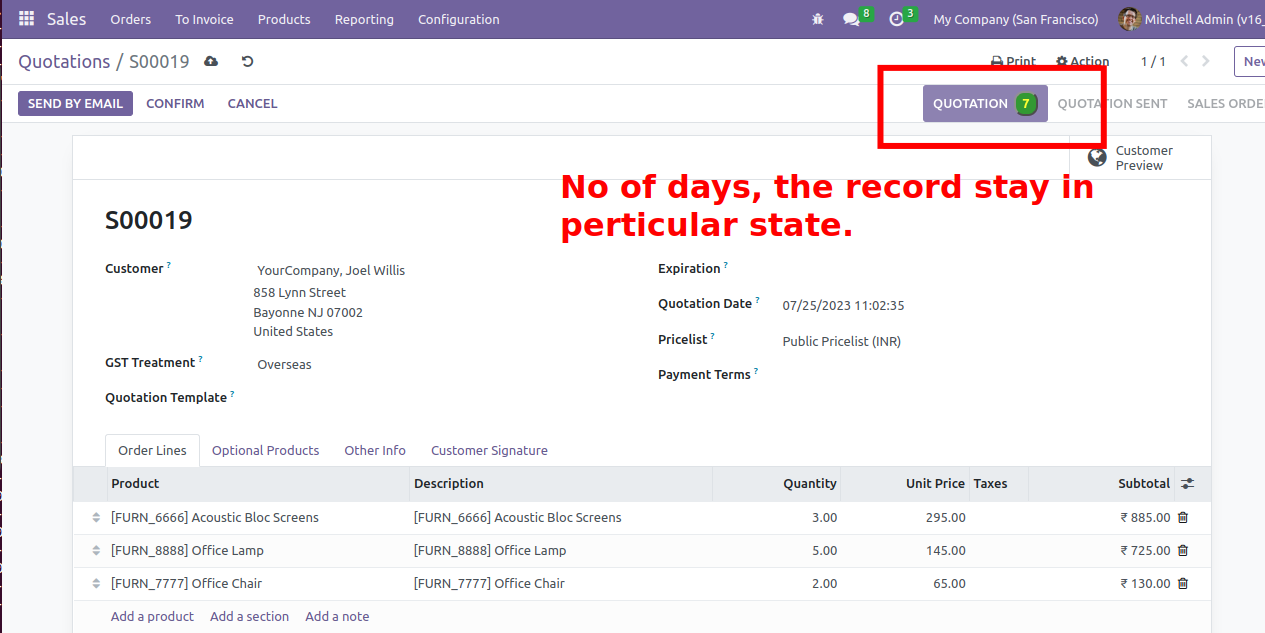 Sales Orders To Invoice Products Reporting Configuration 8 3 My Company (San Francisco) Mitchell Admin (v16_
Quotations / S00019 Print Action 1 / 1 New
SEND BY EMAIL CONFIRM CANCEL QUOTATION 7 QUOTATION SENT SALES ORDE
Customer
Preview
No of days, the record stay in
perticular state.
S00019
Customer ? YourCompany, Joel Willis Expiration ?
858 Lynn Street
Bayonne NJ 07002
United States
Quotation Date ? 07/25/2023 11:02:35
Pricelist ? Public Pricelist (INR)
GST Treatment ? Overseas
Payment Terms ?
Quotation Template ?
Order Lines Optional Products Other Info Customer Signature
Product Description Quantity Unit Price Taxes Subtotal
[FURN_6666] Acoustic Bloc Screens [FURN_6666] Acoustic Bloc Screens 3.00 295.00 ₹ 885.00
[FURN_8888] Office Lamp [FURN_8888] Office Lamp 5.00 145.00 ₹ 725.00
[FURN_7777] Office Chair [FURN_7777] Office Chair 2.00 65.00 ₹ 130.00
Add a product Add a section Add a note